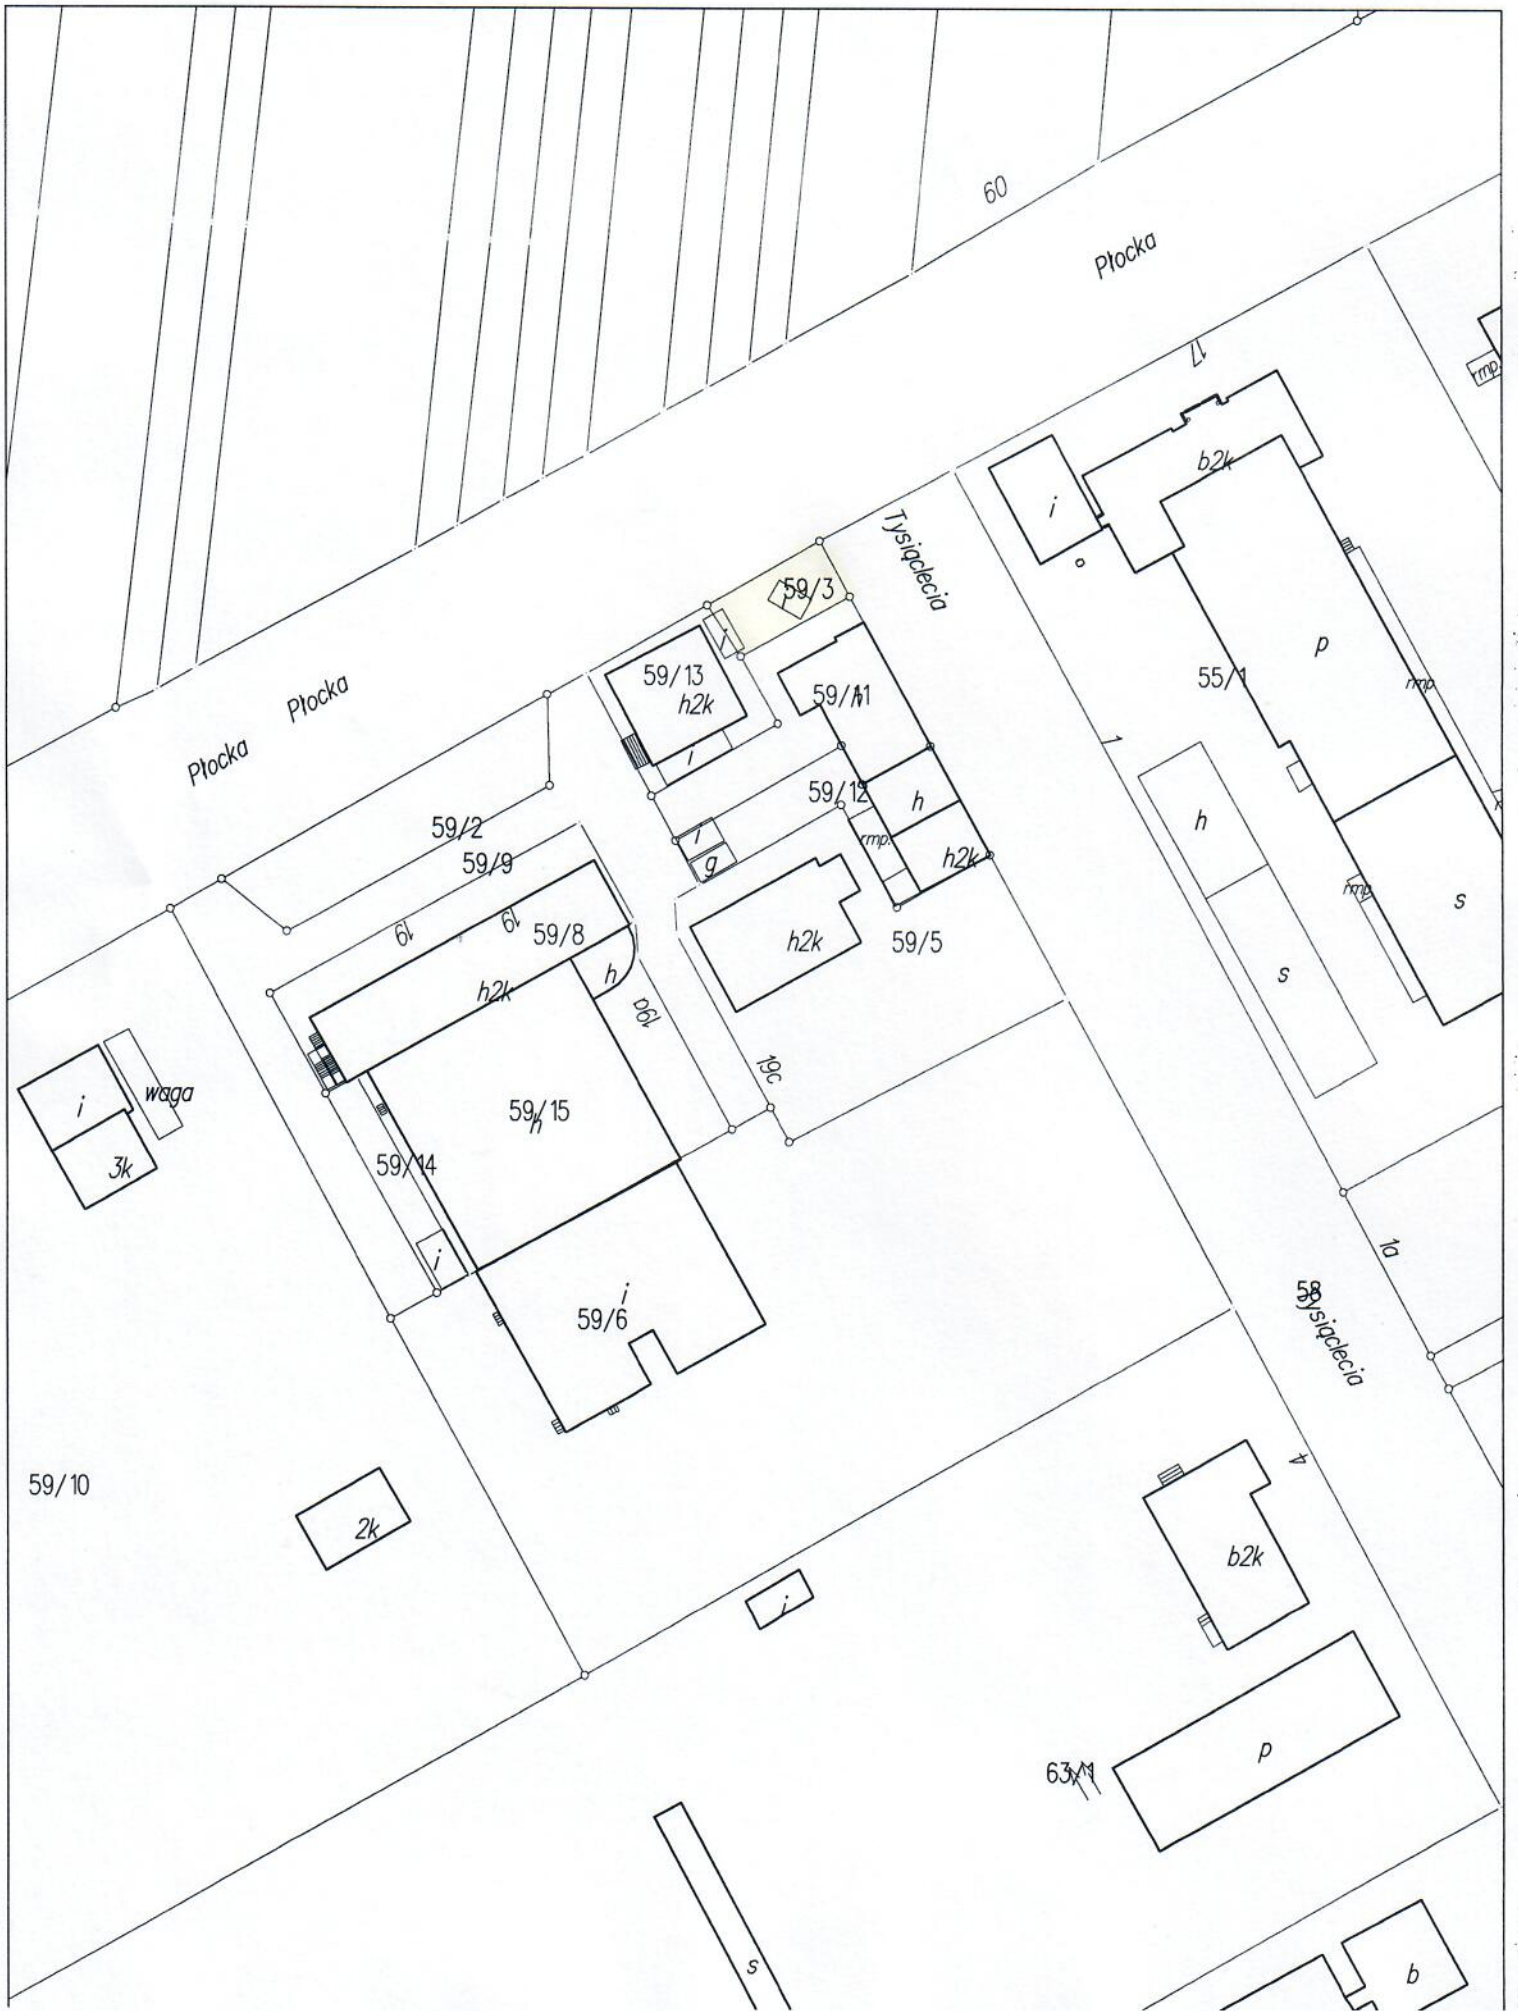 60
Płocka
17
rmp.
b2k
i
Tysiąclecia
59/3
i
p
59/13
h2k
55/1
rmp
Płocka
59/11
h
i
1
Płocka
59/12
h
h
59/2
i
rmp.
h2k
59/9
g
rmp
s
19
19
59/8
h2k
59/5
h
s
h2k
19a
19c
waga
i
59/15
h
3k
59/14
i
1a
i
58
59/6
Tysiąclecia
59/10
4
2k
b2k
i
p
63/1
s
b